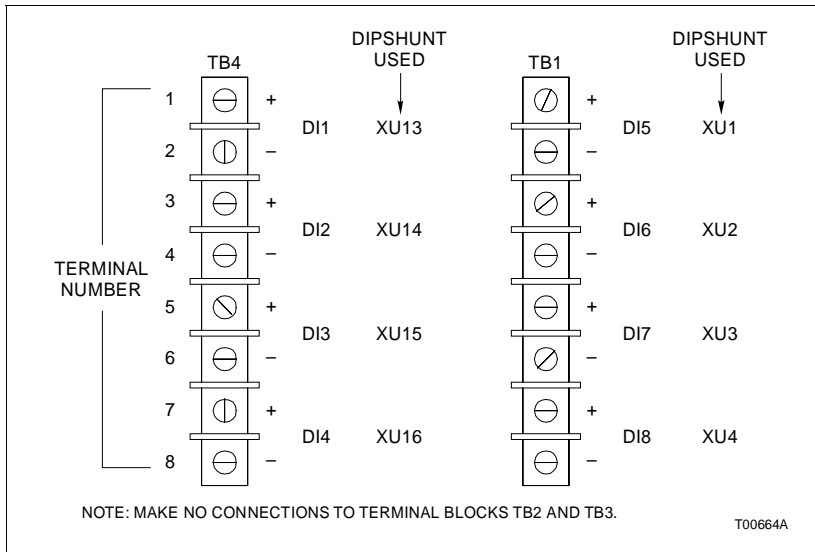 DIPSHUNT USED DIPSHUNT USED
TB4 TB1
1 + +
DI1 XU13 DI5 XU1
2 – –
3 + +
DI2 XU14 DI6 XU2
4 – –
TERMINAL NUMBER
5 + +
DI3 XU15 DI7 XU3
6 – –
7 + +
DI4 XU16 DI8 XU4
8 – –
NOTE: MAKE NO CONNECTIONS TO TERMINAL BLOCKS TB2 AND TB3.
T00664A